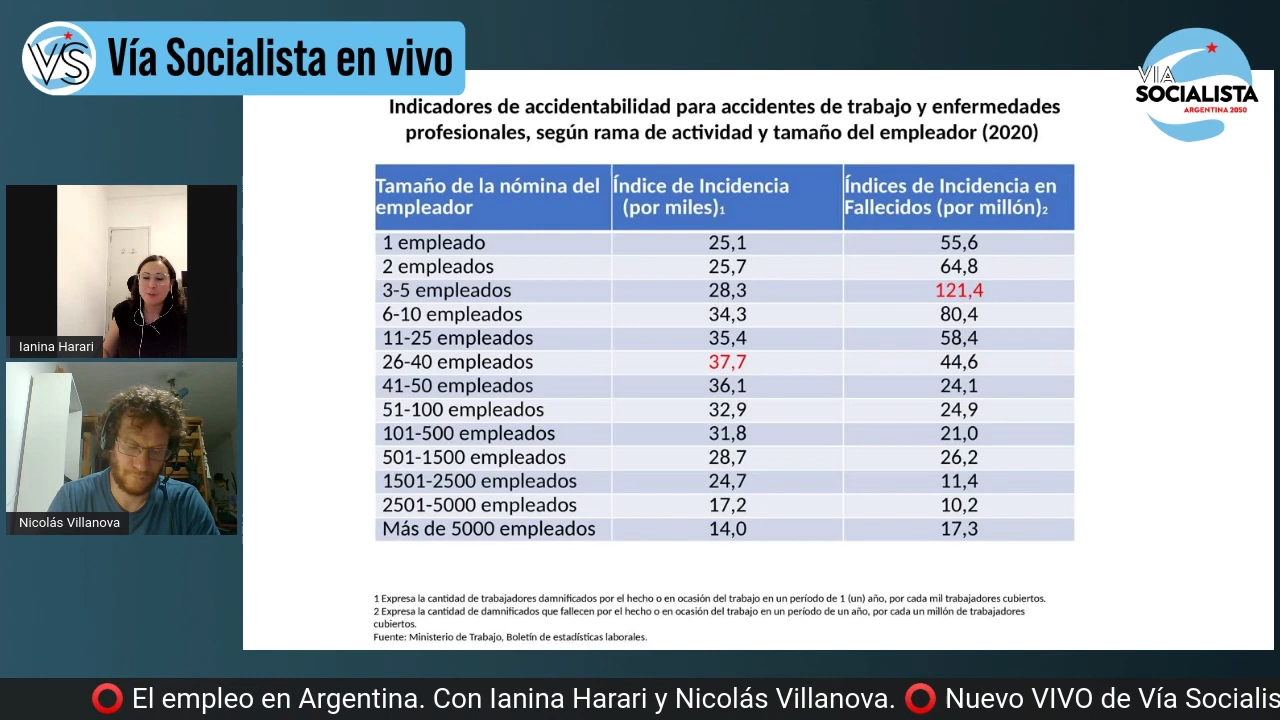 VS Vía Socialista en vivo
VIA
SOCIALISTA
ARGENTINA 2050
Indicadores de accidentabilidad para accidentes de trabajo y enfermedades
profesionales, según rama de actividad y tamaño del empleador (2020)
Tamaño de la nómina del empleador Índice de Incidencia (por miles)1 Índices de Incidencia en Fallecidos (por millón)2
1 empleado 25,1 55,6
2 empleados 25,7 64,8
3-5 empleados 28,3 121,4
6-10 empleados 34,3 80,4
11-25 empleados 35,4 58,4
26-40 empleados 37,7 44,6
41-50 empleados 36,1 24,1
51-100 empleados 32,9 24,9
101-500 empleados 31,8 21,0
501-1500 empleados 28,7 26,2
1501-2500 empleados 24,7 11,4
2501-5000 empleados 17,2 10,2
Más de 5000 empleados 14,0 17,3
1 Expresa la cantidad de trabajadores damnificados por el hecho o en ocasión del trabajo en un período de 1 (un) año, por cada mil trabajadores cubiertos.
2 Expresa la cantidad de damnificados que fallecen por el hecho o en ocasión del trabajo en un período de un año, por cada un millón de trabajadores
cubiertos.
Fuente: Ministerio de Trabajo, Boletín de estadísticas laborales.
Ianina Harari
Nicolás Villanova
El empleo en Argentina. Con Ianina Harari y Nicolás Villanova. Nuevo VIVO de Vía Socialis